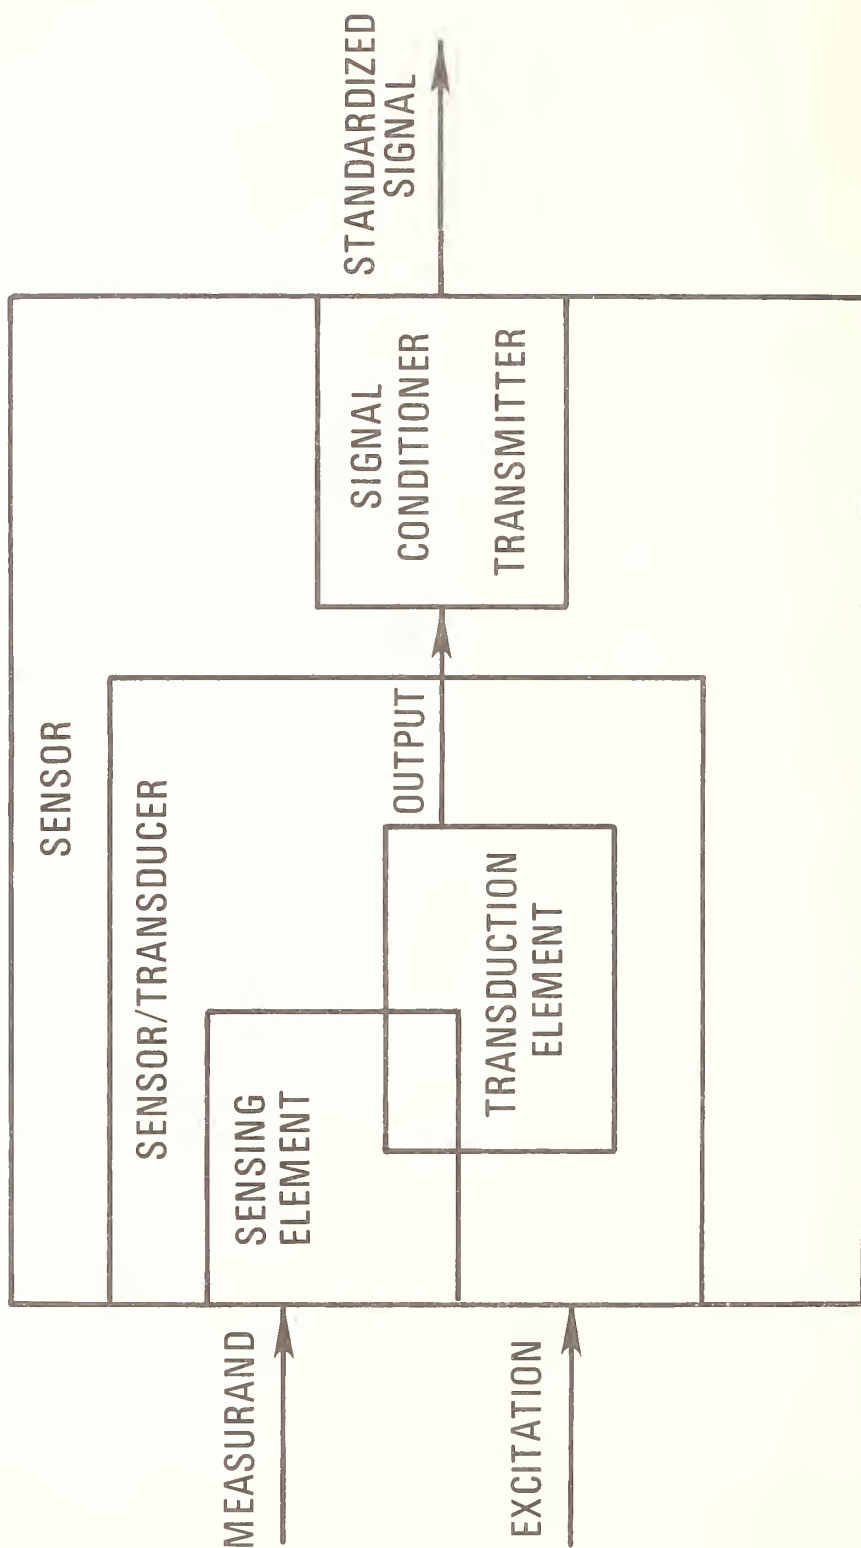 SENSOR
SENSOR/TRANSDUCER
MEASURAND
SENSING
ELEMENT
EXCITATION
TRANSDUCTION
ELEMENT
OUTPUT
SIGNAL
CONDITIONER
TRANSMITTER
STANDARDIZED
SIGNAL